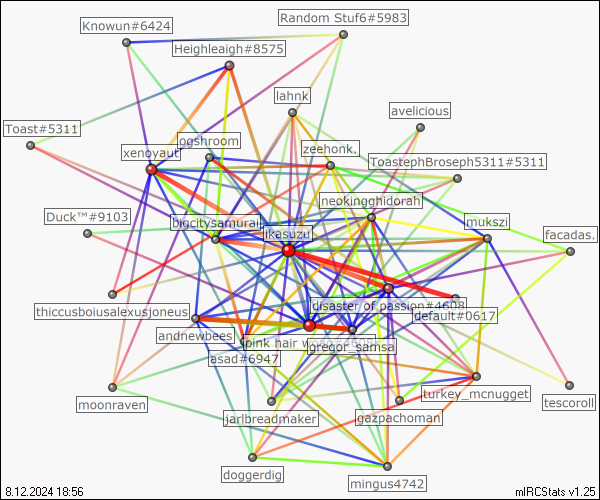 Random Stuf6#5983
Knowun#6424
Heighleaigh#8575
lahnk
avelicious
Toast#5311
ogshroom
zeehonk.
xenoyaut
ToastephBroseph5311#5311
neokingghidorah
Duck™#9103
bigcitysamurai
ikasuzu
mukszi
facadas.
disaster of passion#4608
thiccusboiusalexusjoneus
default#0617
andnewbees
pink hair
gregor_samsa
asad#6947
turkey_mcnugget
tescoroll
moonraven
jarlbreadmaker
gazpachoman
doggerdig
mingus4742
8.12.2024 18:56
mIRCStats v1.25